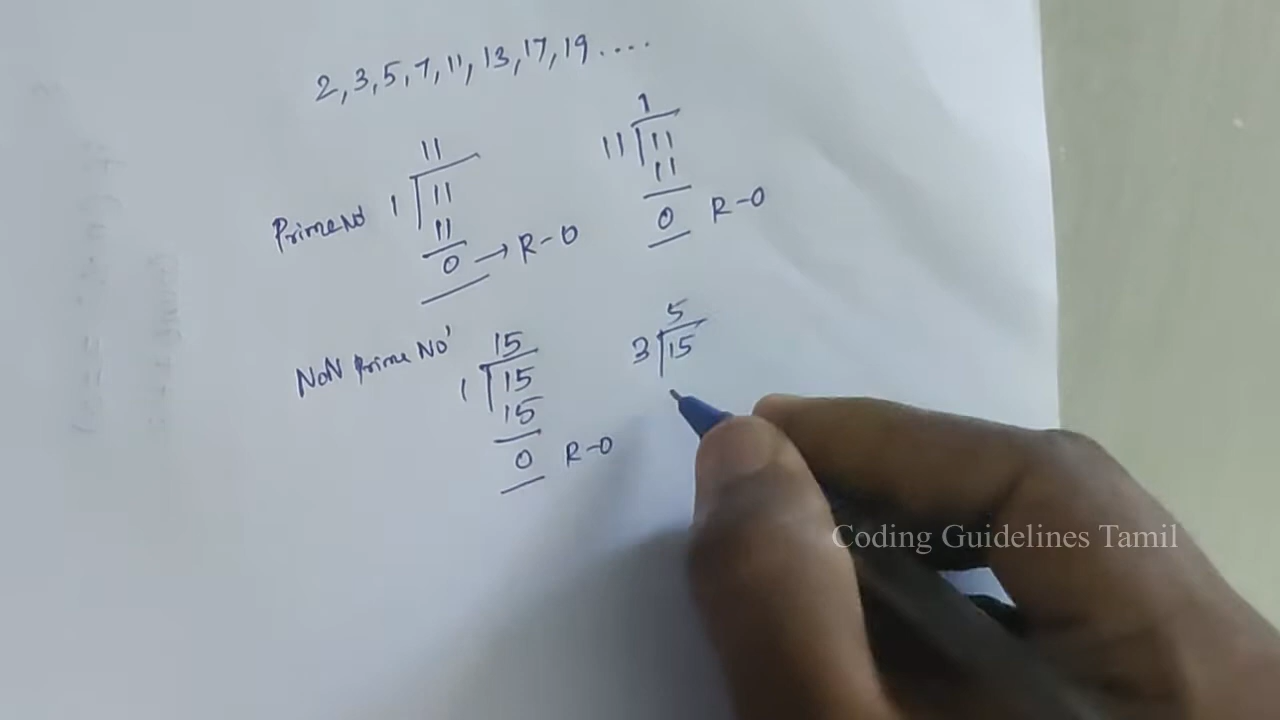 2, 3, 5, 7, 11, 13, 17, 19 ....
Prime No'
11
1 11
11
0 → R-0
1
11 11
11
0 R-0
Non Prime No'
15
1 15
15
0 R-0
5
3 15
Coding Guidelines Tamil